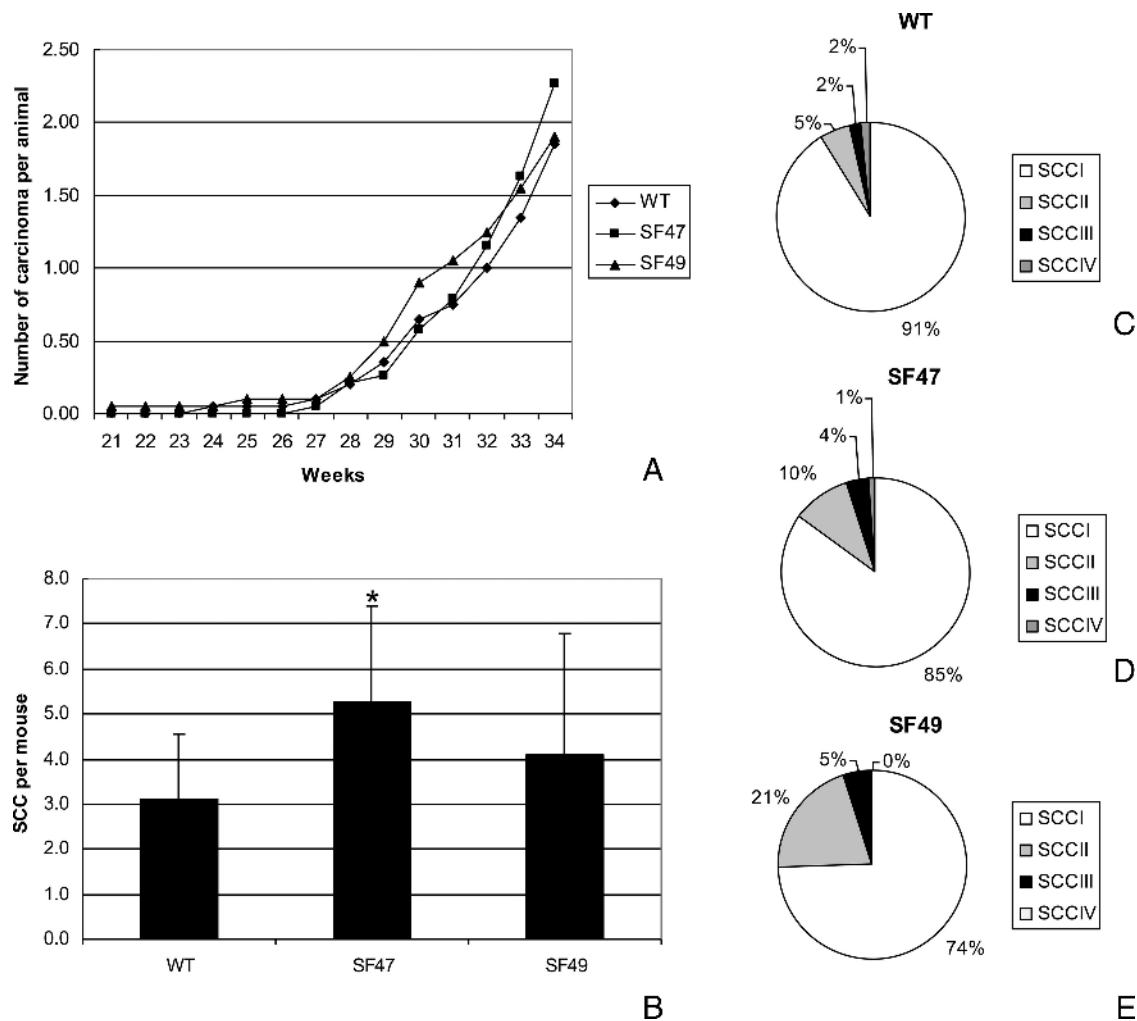 2.50
2.00
1.50
1.00
0.50
0.00
Number of carcinoma per animal
21 22 23 24 25 26 27 28 29 30 31 32 33 34
Weeks
WT
SF47
SF49
A
8.0
7.0
6.0
5.0
4.0
3.0
2.0
1.0
0.0
SCC per mouse
*
WT SF47 SF49
B
WT
2%
2%
5%
91%
SCCI
SCCII
SCCIII
SCCIV
C
SF47
1%
4%
10%
85%
SCCI
SCCII
SCCIII
SCCIV
D
SF49
5% 0%
21%
74%
SCCI
SCCII
SCCIII
SCCIV
E